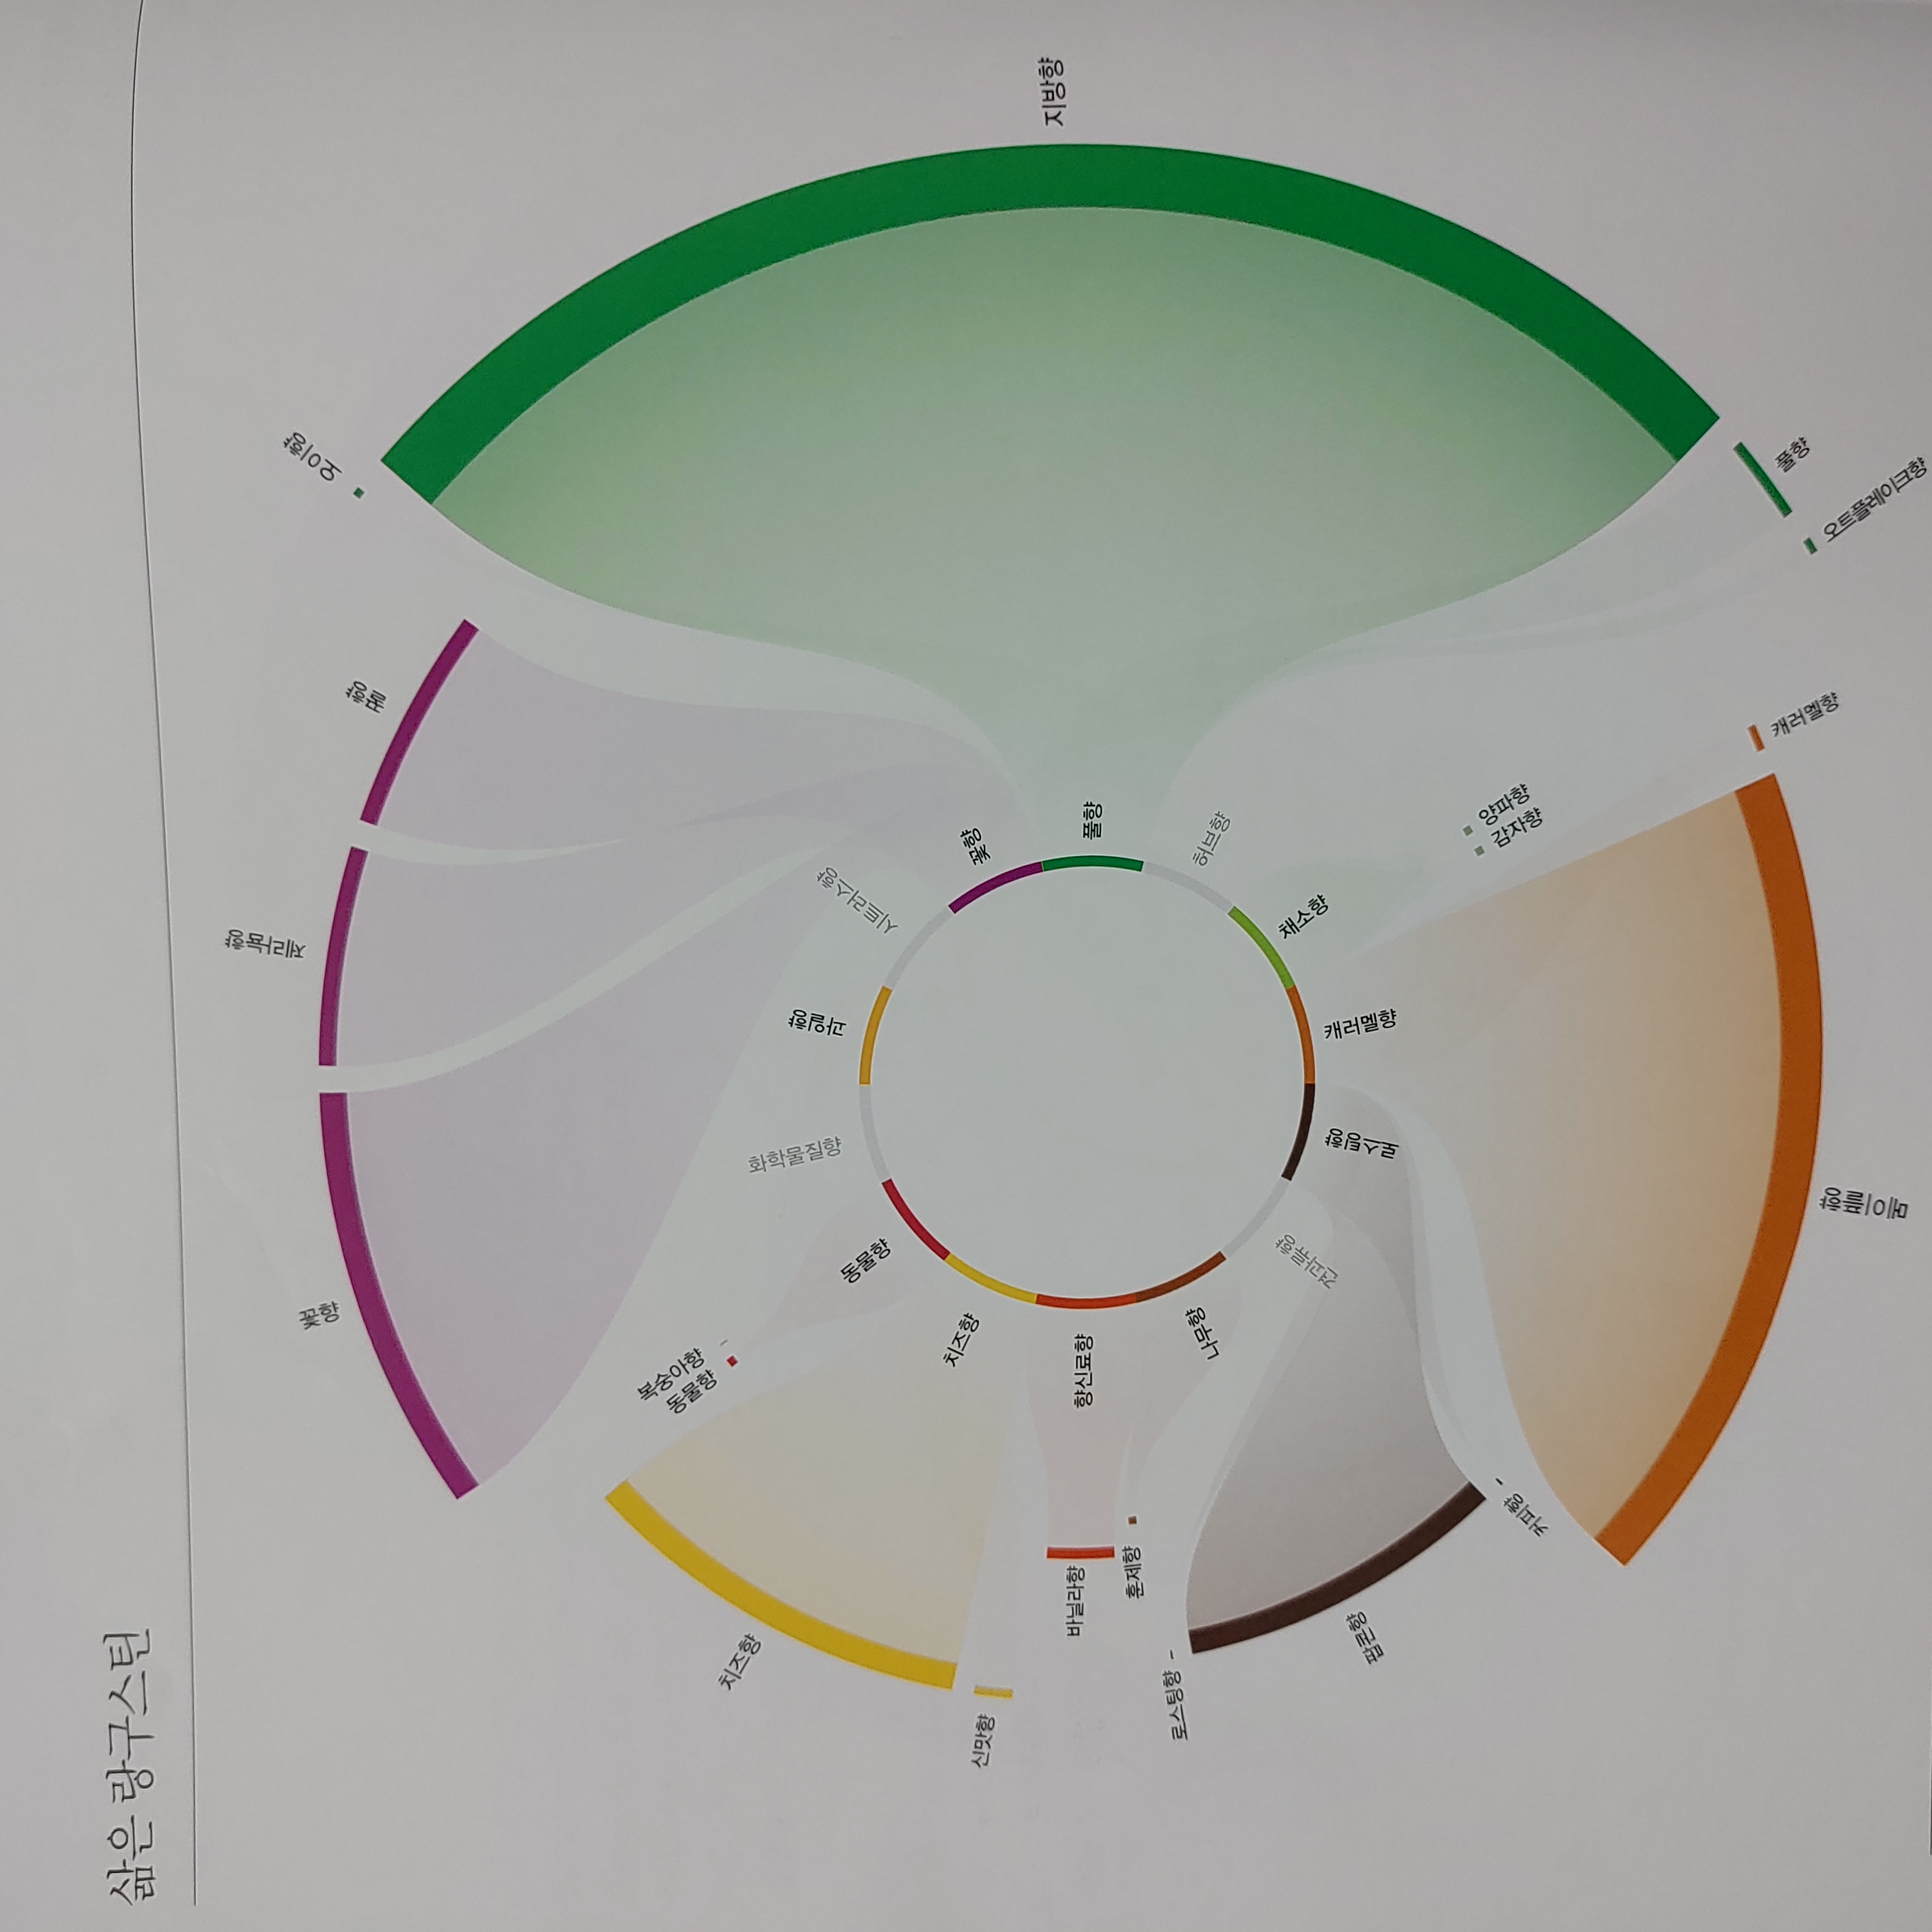 삶은 랑구스틴
꽃향
제라늄향
꿀향
오이향
지방향
풀향
오트플레이크향
캐러멜향
메이플향
커피향
팝콘향
로스팅향
훈제향
바닐라향
신맛향
치즈향
동물향
복숭아향
양파향
감자향
화학물질향
과일향
시트러스향
꽃향
풀향
허브향
채소향
캐러멜향
로스팅향
견과류향
나무향
향신료향
치즈향
동물향